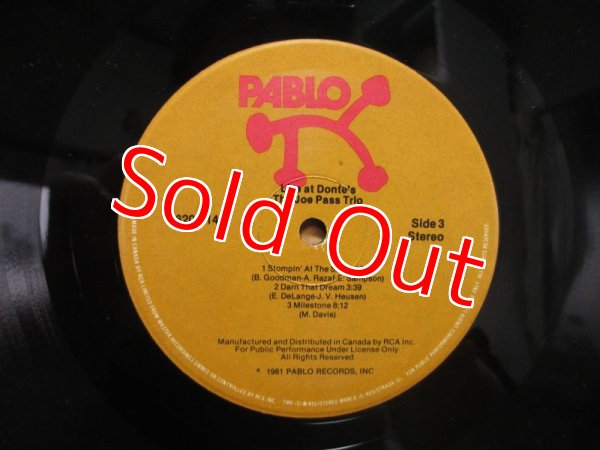 PABLO
at Donte's
Joe Pass Trio
Side 3
Stereo
Sold Out
1 Stompin' At The
(B. Goodman-A. Razaf-E. Sampson)
2 Darn That Dream 3:39
(E. DeLange-J. V. Heusen)
3 Milestone 8:12
(M. Davis)
Manufactured and Distributed in Canada by RCA Inc.
For Public Performance Under License Only
All Rights Reserved
℗ 1981 PABLO RECORDS, INC